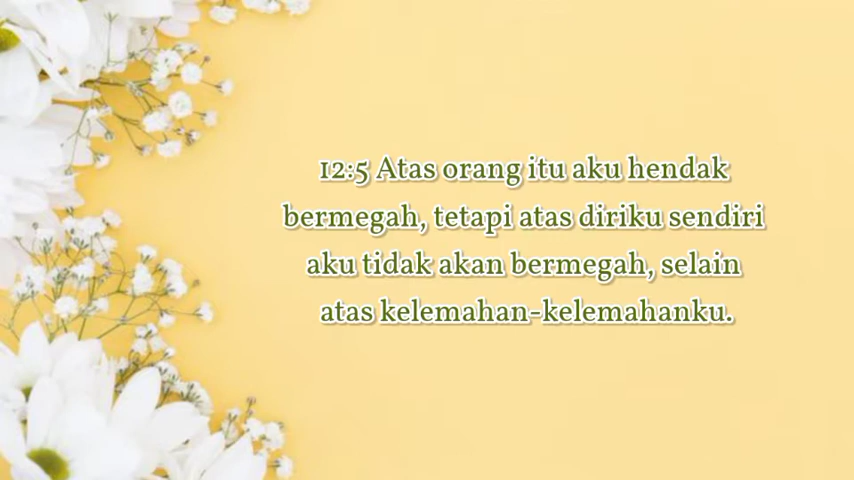 12:5 Atas orang itu aku hendak
bermegah, tetapi atas diriku sendiri
aku tidak akan bermegah, selain
atas kelemahan-kelemahanku.